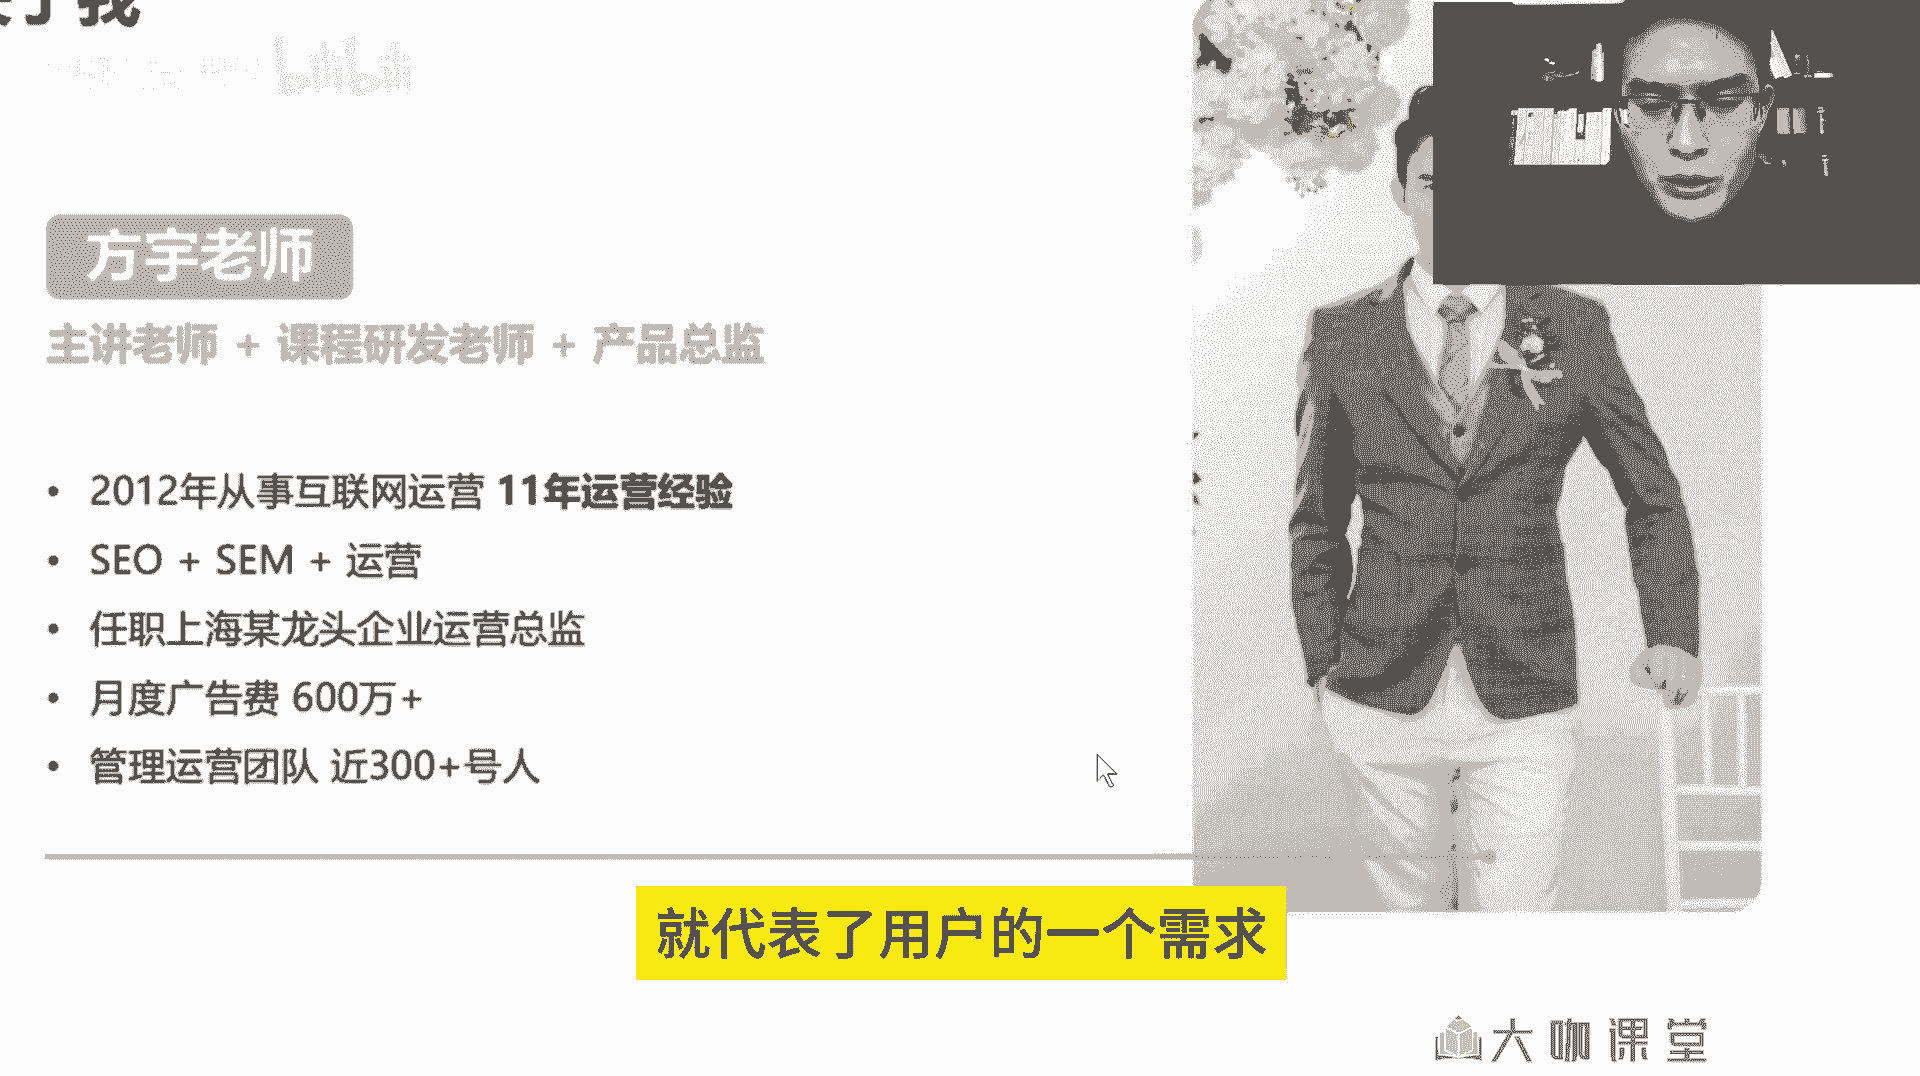 了我
bilibili
方宇老师
主讲老师 + 课程研发老师 + 产品总监
• 2012年从事互联网运营 11年运营经验
• SEO + SEM + 运营
• 任职上海某龙头企业运营总监
• 月度广告费 600万+
• 管理运营团队 近300+号人
就代表了用户的一个需求
大咖课堂